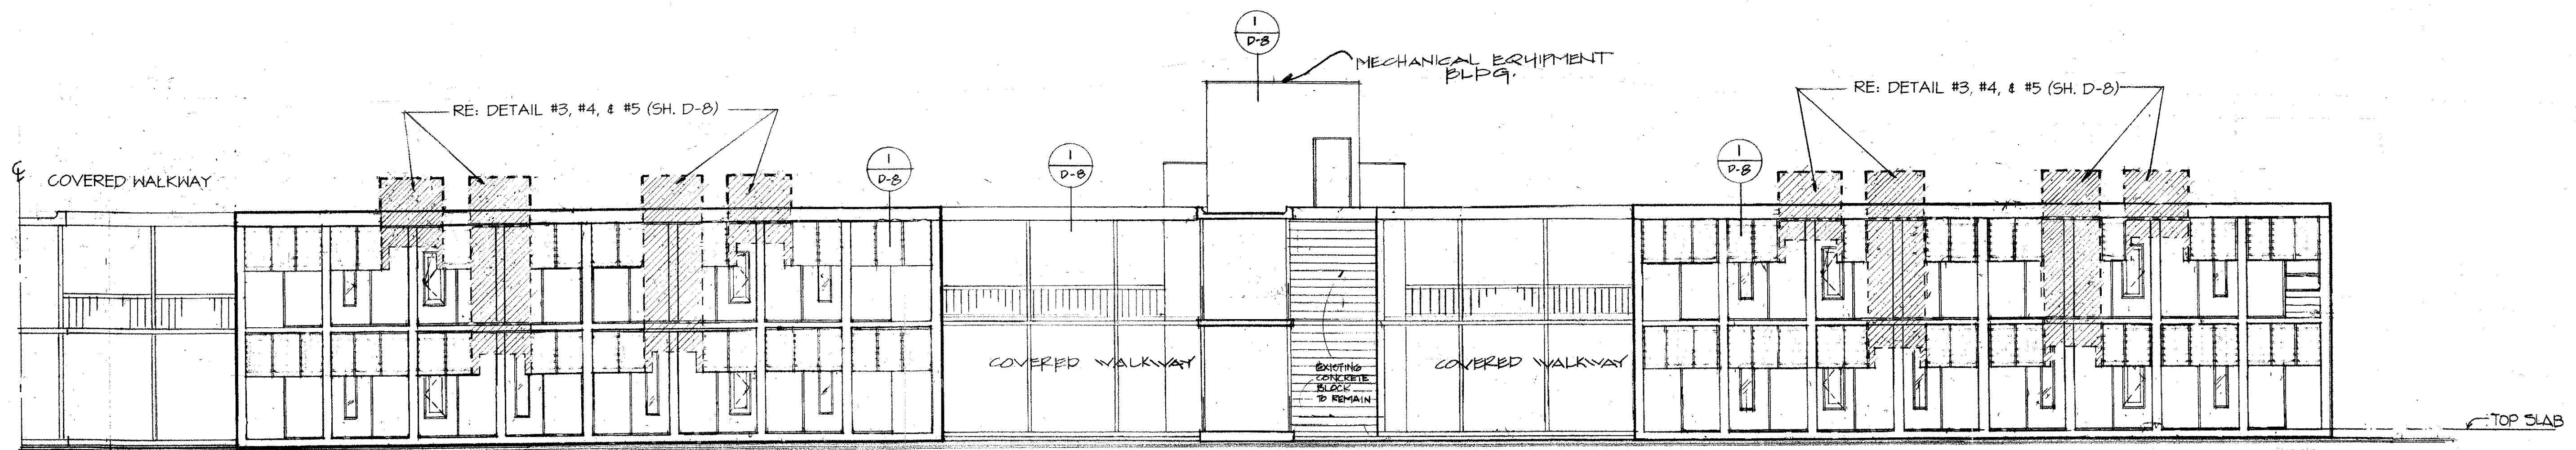 1
D-8
MECHANICAL EQUIPMENT
BLDG.
RE: DETAIL #3, #4, & #5 (SH. D-8)
RE: DETAIL #3, #4, & #5 (SH. D-8)
1
D-8
1
D-8
1
D-8
℄ COVERED WALKWAY
COVERED WALKWAY
EXISTING
CONCRETE
BLOCK
TO REMAIN
COVERED WALKWAY
TOP SLAB